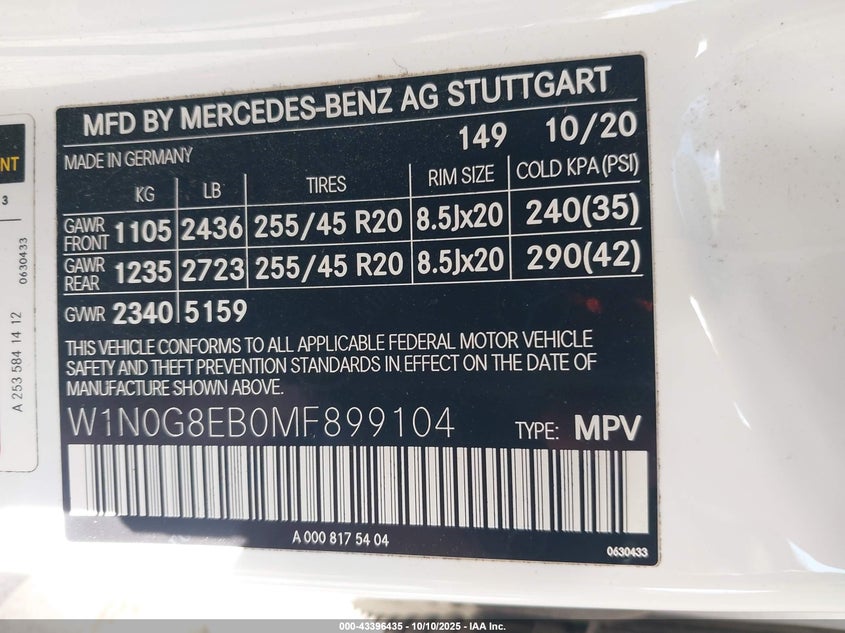 NT
3
0630433
A 253 584 14 12
MFD BY MERCEDES-BENZ AG STUTTGART
MADE IN GERMANY 149 10/20
KG LB TIRES RIM SIZE COLD KPA (PSI)
GAWR FRONT 1105 2436 255/45 R20 8.5Jx20 240(35)
GAWR REAR 1235 2723 255/45 R20 8.5Jx20 290(42)
GVWR 2340 5159
THIS VEHICLE CONFORMS TO ALL APPLICABLE FEDERAL MOTOR VEHICLE
SAFETY AND THEFT PREVENTION STANDARDS IN EFFECT ON THE DATE OF
MANUFACTURE SHOWN ABOVE.
W1N0G8EB0MF899104 TYPE: MPV
A 000 817 54 04
0630433
000-43396435 - 10/10/2025 - IAA Inc.